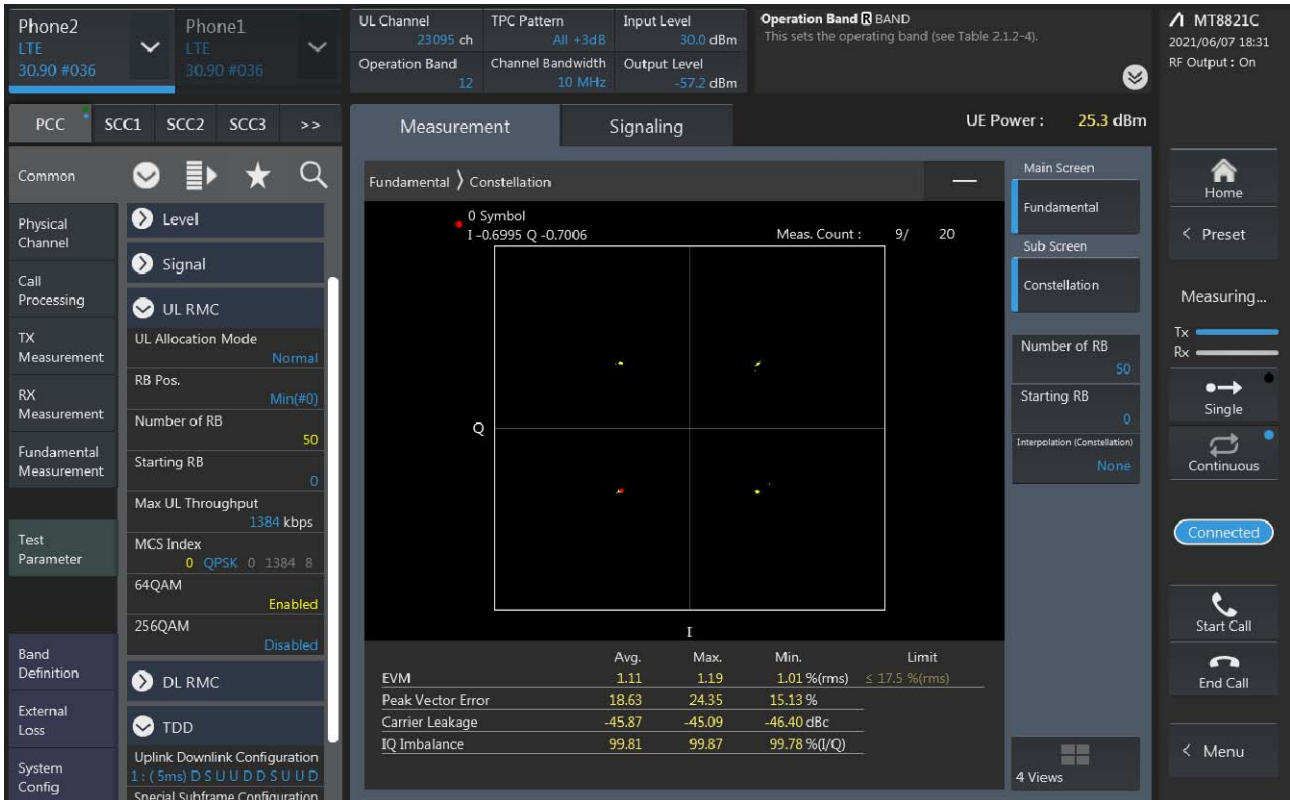 Phone2
LTE
30.90 #036
Phone1
LTE
30.90 #036
UL Channel
23095 ch
TPC Pattern
All +3dB
Input Level
30.0 dBm
Operation Band
12
Channel Bandwidth
10 MHz
Output Level
-57.2 dBm
Operation Band R BAND
This sets the operating band (see Table 2.1.2-4).
MT8821C
2021/06/07 18:31
RF Output : On
PCC SCC1 SCC2 SCC3 >>
Measurement
Signaling
UE Power : 25.3 dBm
Common
Physical
Channel
Call
Processing
TX
Measurement
RX
Measurement
Fundamental
Measurement
Test
Parameter
Band
Definition
External
Loss
System
Config
Level
Signal
UL RMC
UL Allocation Mode
Normal
RB Pos.
Min(#0)
Number of RB
50
Starting RB
0
Max UL Throughput
1384 kbps
MCS Index
0 QPSK 0 1384 8
64QAM
Enabled
256QAM
Disabled
DL RMC
TDD
Uplink Downlink Configuration
1 : ( 5ms) D S U U D D S U U D
Special Subframe Configuration
Fundamental ❭ Constellation
0 Symbol
I -0.6995 Q -0.7006
Meas. Count : 9/ 20
Q
I
Avg. Max. Min. Limit
EVM 1.11 1.19 1.01 %(rms) ≤ 17.5 %(rms)
Peak Vector Error 18.63 24.35 15.13 %
Carrier Leakage -45.87 -45.09 -46.40 dBc
IQ Imbalance 99.81 99.87 99.78 %(I/Q)
Main Screen
Fundamental
Sub Screen
Constellation
Number of RB
50
Starting RB
0
Interpolation (Constellation)
None
4 Views
Home
< Preset
Measuring...
Tx
Rx
Single
Continuous
Connected
Start Call
End Call
< Menu